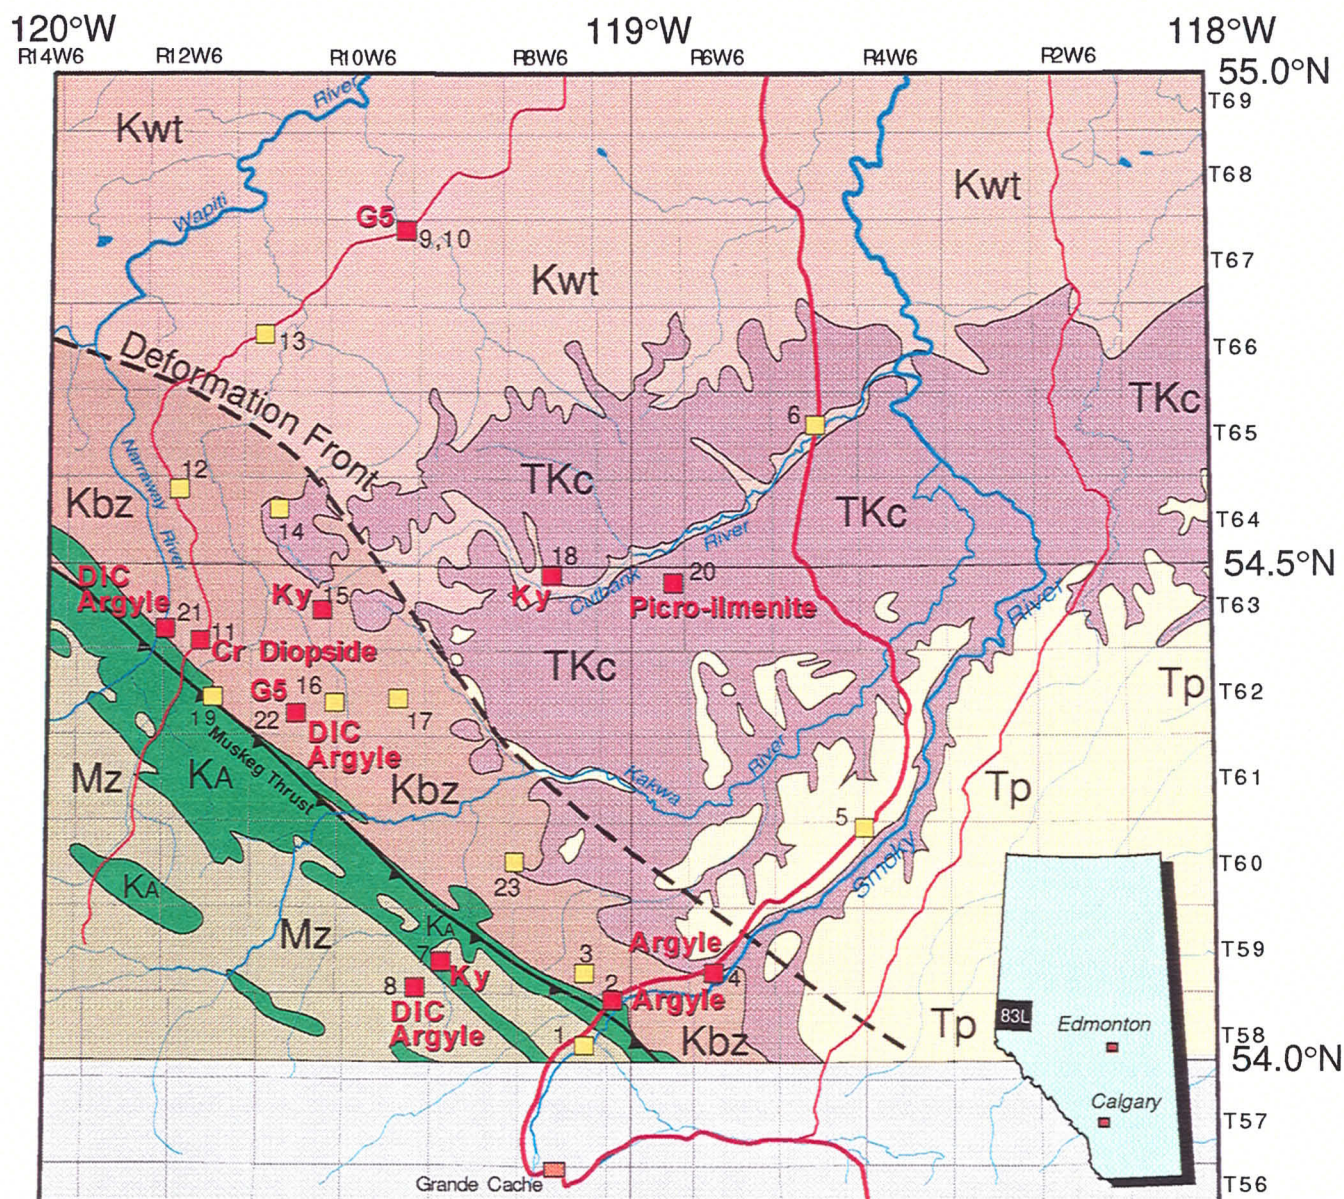 120°W 119°W 118°W
R14W6 R12W6 R10W6 R8W6 R6W6 R4W6 R2W6
55.0°N
T69
River
Kwt
T68
Kwt
Wapiti
G5
9,10
T67
Kwt
13
T66
Deformation Front
TKc
6
T65
Narraway
River
12
TKc
Kbz
14
TKc
T64
River
54.5°N
18
20
DIC
Argyle
Ky
15
Ky
Cutbank
Picro-ilmenite
T63
River
21
11
Cr Diopside
TKc
G5
16
Tp
T62
19
22
17
DIC
Argyle
Muskeg Thrust
River
Mz
KA
Kbz
Kakwa
Tp
T61
5
Smoky
T60
23
KA
KA
Mz
Argyle
T59
3
7
Ky
4
8
2
Argyle
DIC
Argyle
83L
Edmonton
1
Kbz
Tp
T58
54.0°N
Calgary
T57
Grande Cache
T56